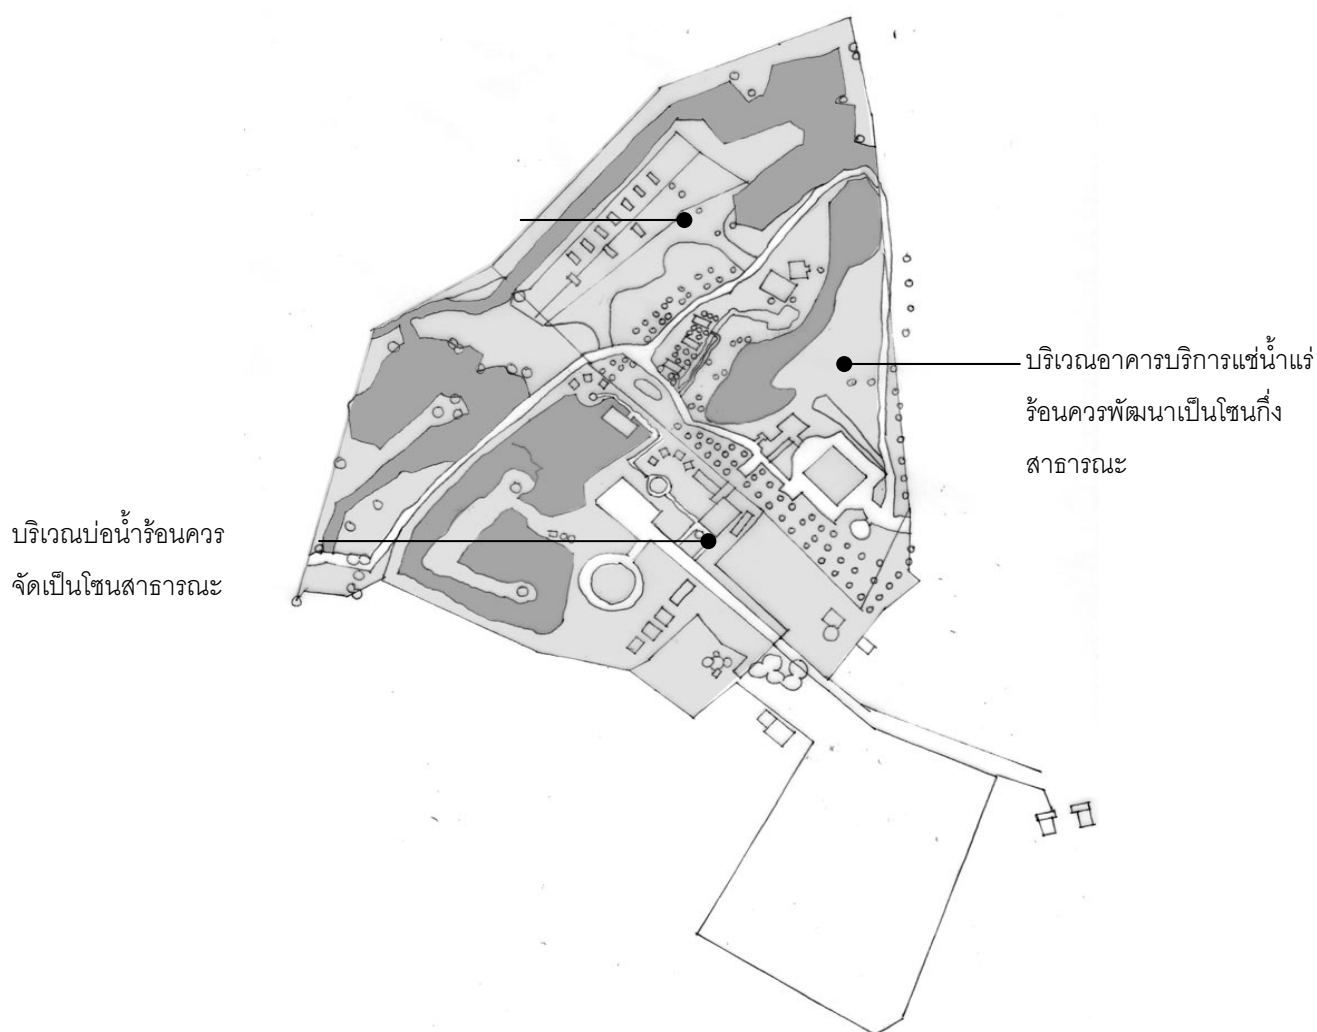 บริเวณอาคารบริการแช่น้ำแร่
ร้อนควรพัฒนาเป็นโซนกึ่ง
สาธารณะ
บริเวณบ่อน้ำร้อนควร
จัดเป็นโซนสาธารณะ